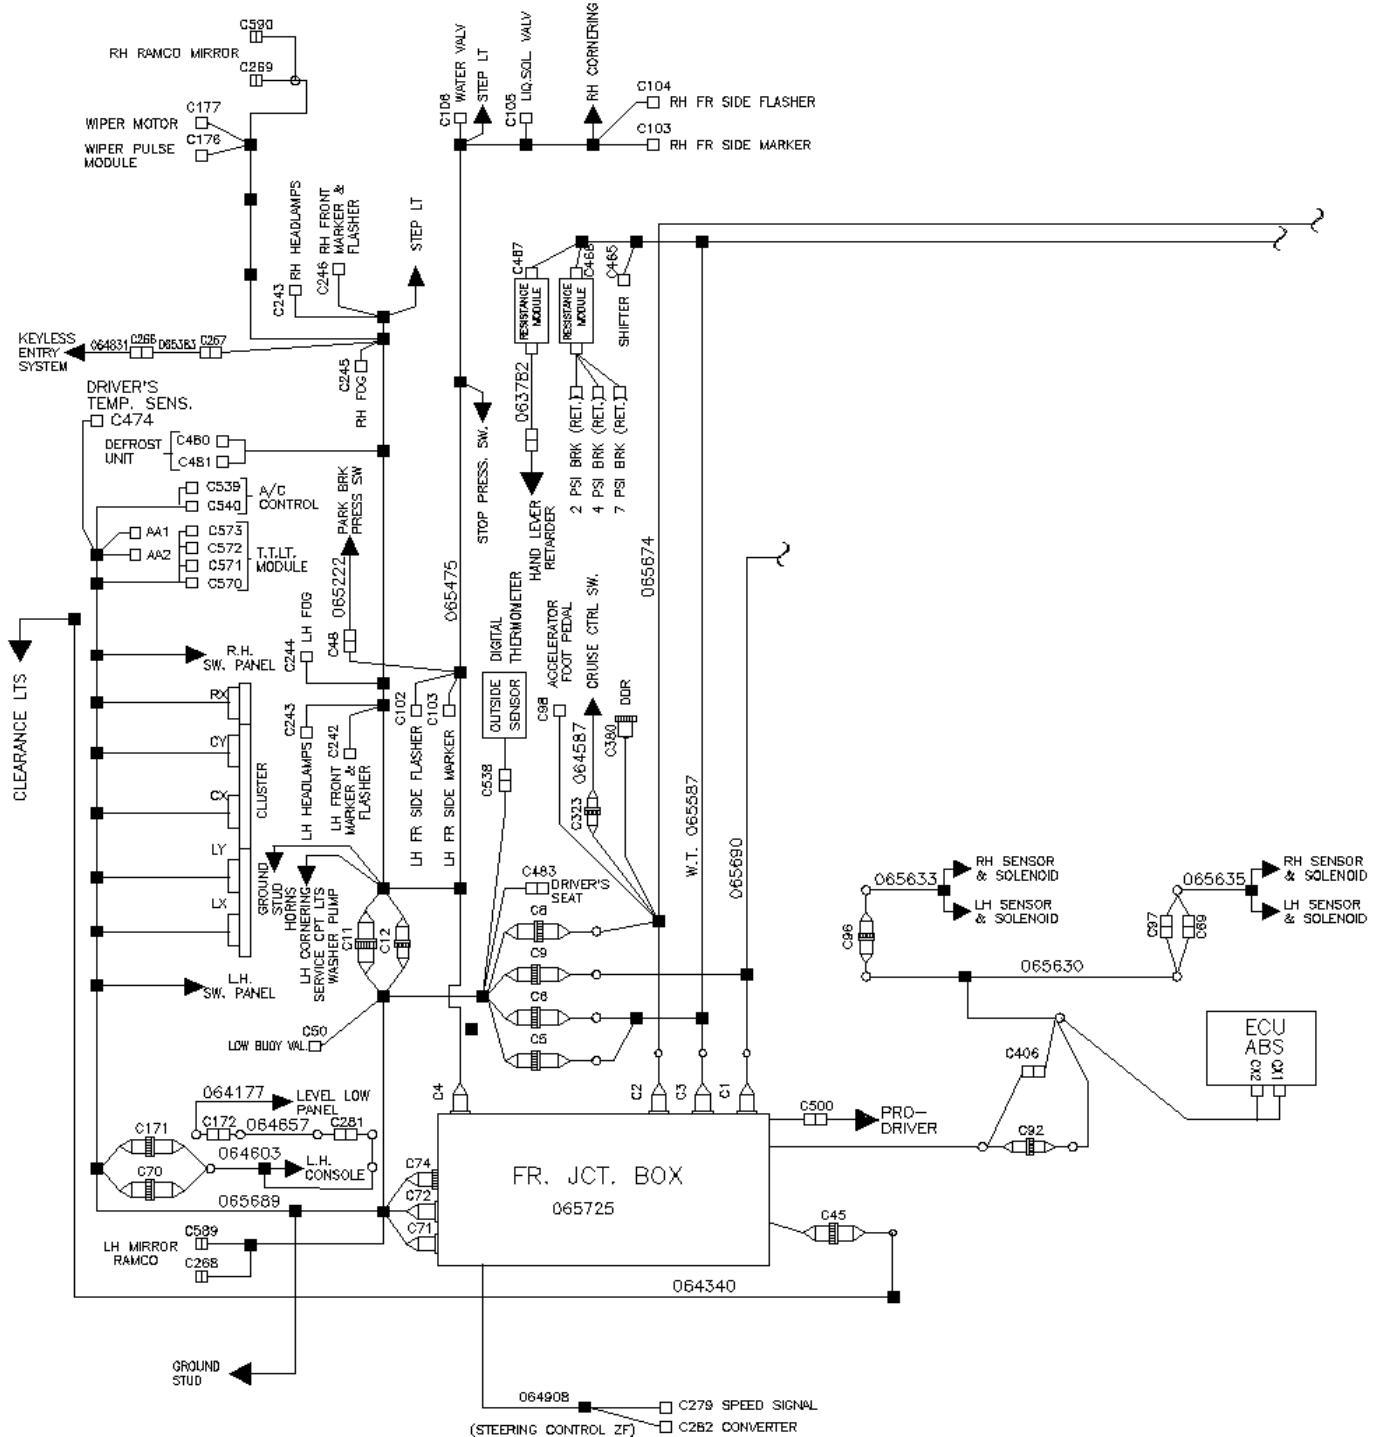 C590
RH RAMCO MIRROR
C269
C177
WIPER MOTOR
C176
WIPER PULSE
MODULE
C106
WATER VALV
STEP LT
C105
LIQ.SOL VALV
RH CORNERING
C104
RH FR SIDE FLASHER
C103
RH FR SIDE MARKER
C243
RH HEADLAMPS
C246
RH FRONT
MARKER &
FLASHER
STEP LT
C487
RESISTANCE
MODULE
C466
RESISTANCE
MODULE
C465
SHIFTER
KEYLESS
ENTRY
SYSTEM
064831
C266
065383
C267
C245
RH FOG
DRIVER'S
TEMP. SENS.
C474
DEFROST
UNIT
C480
C481
C539
C540
A/C
CONTROL
AA1
AA2
C573
C572
C571
C570
T.T.LT.
MODULE
PARK BRK
PRESS SW
065222
C48
065475
STOP PRESS. SW.
063782
HAND LEVER
RETARDER
2 PSI BRK (RET.)
4 PSI BRK (RET.)
7 PSI BRK (RET.)
065674
CLEARANCE LTS
R.H.
SW. PANEL
C244
LH FOG
C243
LH HEADLAMPS
C242
LH FRONT
MARKER &
FLASHER
C102
LH FR SIDE FLASHER
C103
LH FR SIDE MARKER
DIGITAL
THERMOMETER
OUTSIDE
SENSOR
C538
ACCELERATOR
FOOT PEDAL
C98
CRUISE CTRL SW.
064587
C323
DDR
C380
W.T. 065587
065690
RX
CY
CX
LY
LX
CLUSTER
GROUND
STUD
HORNS
LH CORNERING
SERVICE CPT LTS
WASHER PUMP
C11
C12
C483
DRIVER'S
SEAT
C8
C9
C6
C5
L.H.
SW. PANEL
C50
LOW BUOY VAL.
065633
RH SENSOR
& SOLENOID
LH SENSOR
& SOLENOID
C96
065635
RH SENSOR
& SOLENOID
LH SENSOR
& SOLENOID
C97
C69
065630
ECU
ABS
CX2
CX1
C406
C92
064177
LEVEL LOW
PANEL
C172
064657
C281
C171
C70
064603
L.H.
CONSOLE
065689
C4
C2
C3
C1
C500
PRO-
DRIVER
C74
C72
C71
FR. JCT. BOX
065725
C45
C589
LH MIRROR
RAMCO
C268
064340
GROUND
STUD
064908
(STEERING CONTROL ZF)
C279 SPEED SIGNAL
C282 CONVERTER